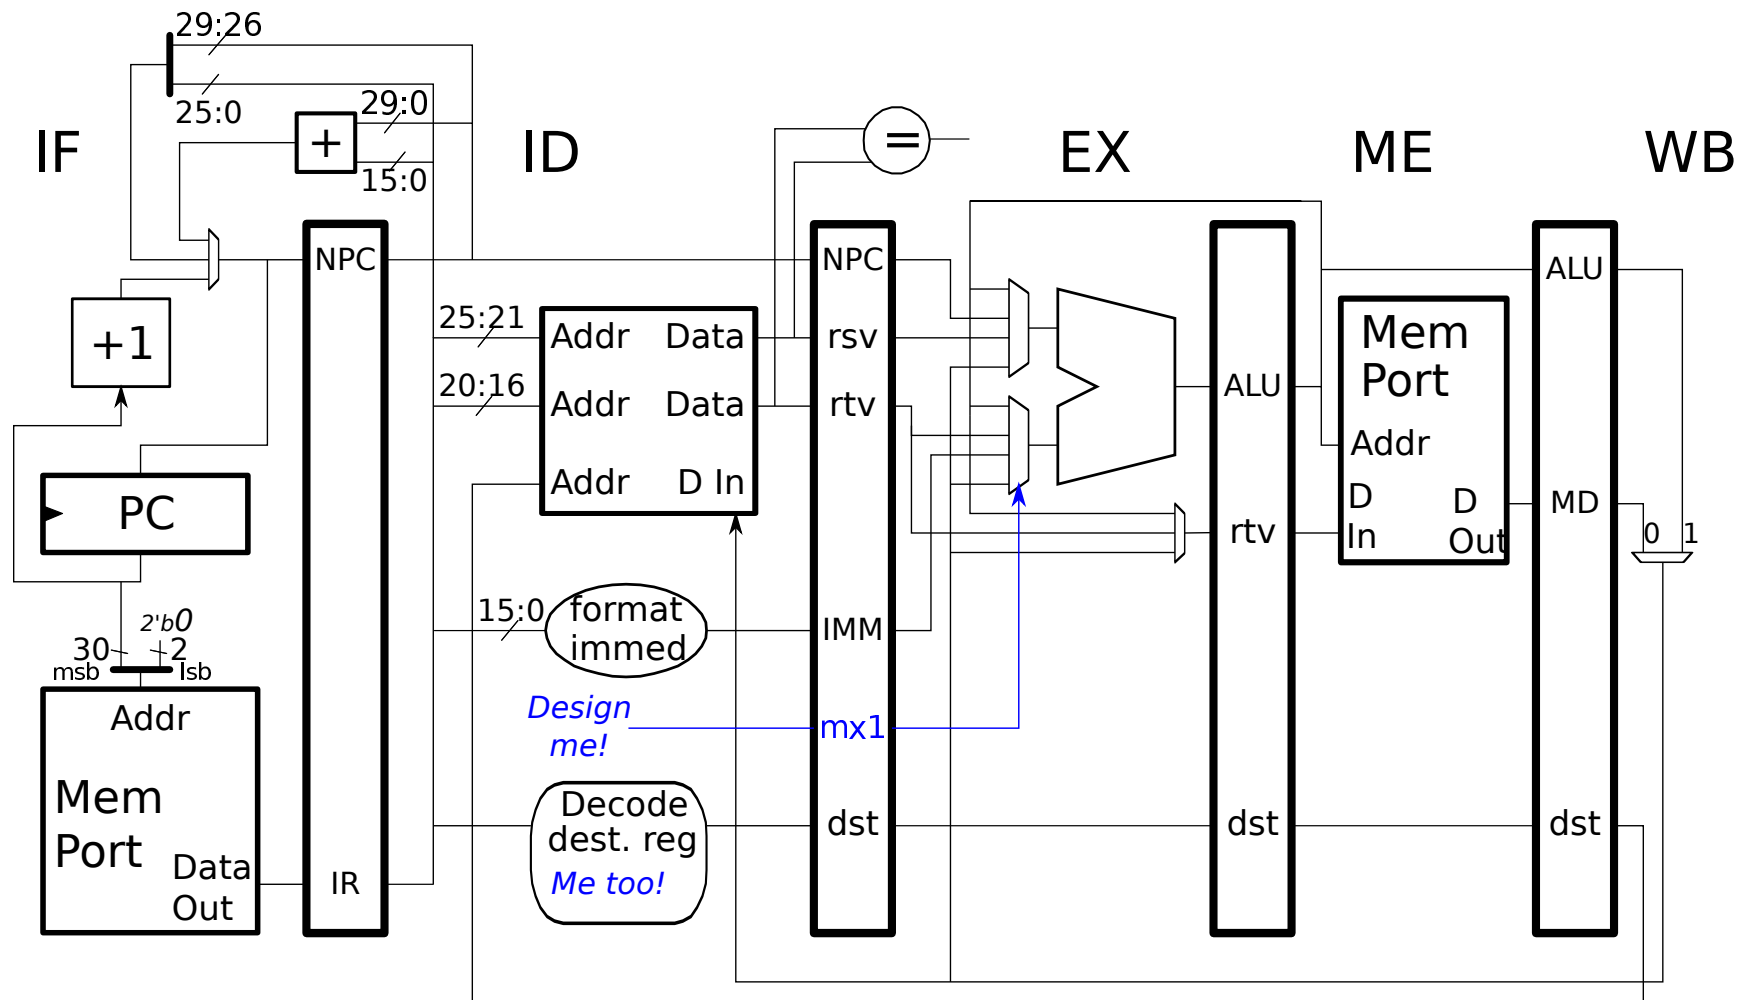 29:26
25:0
29:0
15:0
+
=
IF
ID
EX
ME
WB
NPC
NPC
ALU
+1
25:21
Addr
Data
rsv
20:16
Addr
Data
rtv
Addr
D In
Mem
Port
ALU
Addr
PC
D
In
D
Out
MD
0
1
rtv
2'b0
30
2
msb
lsb
15:0
format
immed
IMM
Addr
Design
me!
mx1
Mem
Port
Data
Out
IR
Decode
dest. reg
Me too!
dst
dst
dst